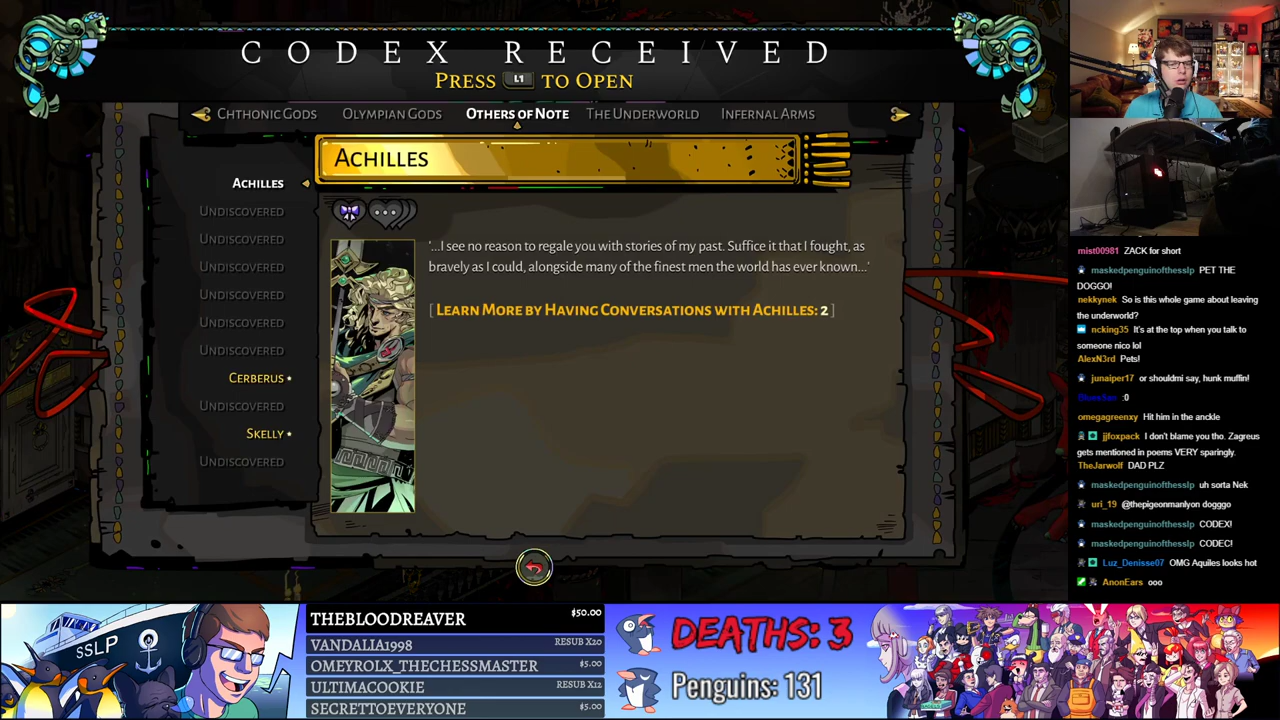 CODEX RECEIVED
PRESS L1 TO OPEN
CHTHONIC GODS OLYMPIAN GODS OTHERS OF NOTE THE UNDERWORLD INFERNAL ARMS
ACHILLES
ACHILLES
UNDISCOVERED
UNDISCOVERED
UNDISCOVERED
UNDISCOVERED
UNDISCOVERED
UNDISCOVERED
CERBERUS
UNDISCOVERED
SKELLY
UNDISCOVERED
'...I see no reason to regale you with stories of my past. Suffice it that I fought, as
bravely as I could, alongside many of the finest men the world has ever known...'
[ LEARN MORE BY HAVING CONVERSATIONS WITH ACHILLES: 2 ]
mist00981 ZACK for short
maskedpenguinofthesslp PET THE
DOGGO!
nekkynek So is this whole game about leaving
the underworld?
ncking35 It's at the top when you talk to
someone nico lol
AlexN3rd Pets!
junaiper17 or shouldmi say, hunk muffin!
:0
omegagreenxy Hit him in the anckle
jjfoxpack I don't blame you tho. Zagreus
gets mentioned in poems VERY sparingly.
TheJarwolf DAD PLZ
maskedpenguinofthesslp uh sorta Nek
uri_19 @thepigeonmanlyon dogggo
maskedpenguinofthesslp CODEX!
maskedpenguinofthesslp CODEC!
Luz_Denisse07 OMG Aquiles looks hot
AnonEars ooo
SSLP
THEBLOODREAVER $50.00
VANDALIA1998 RESUB X20
OMEYROLX_THECHESSMASTER $5.00
ULTIMACOOKIE RESUB X12
SECRETTOEVERYONE $5.00
DEATHS: 3
Penguins: 131